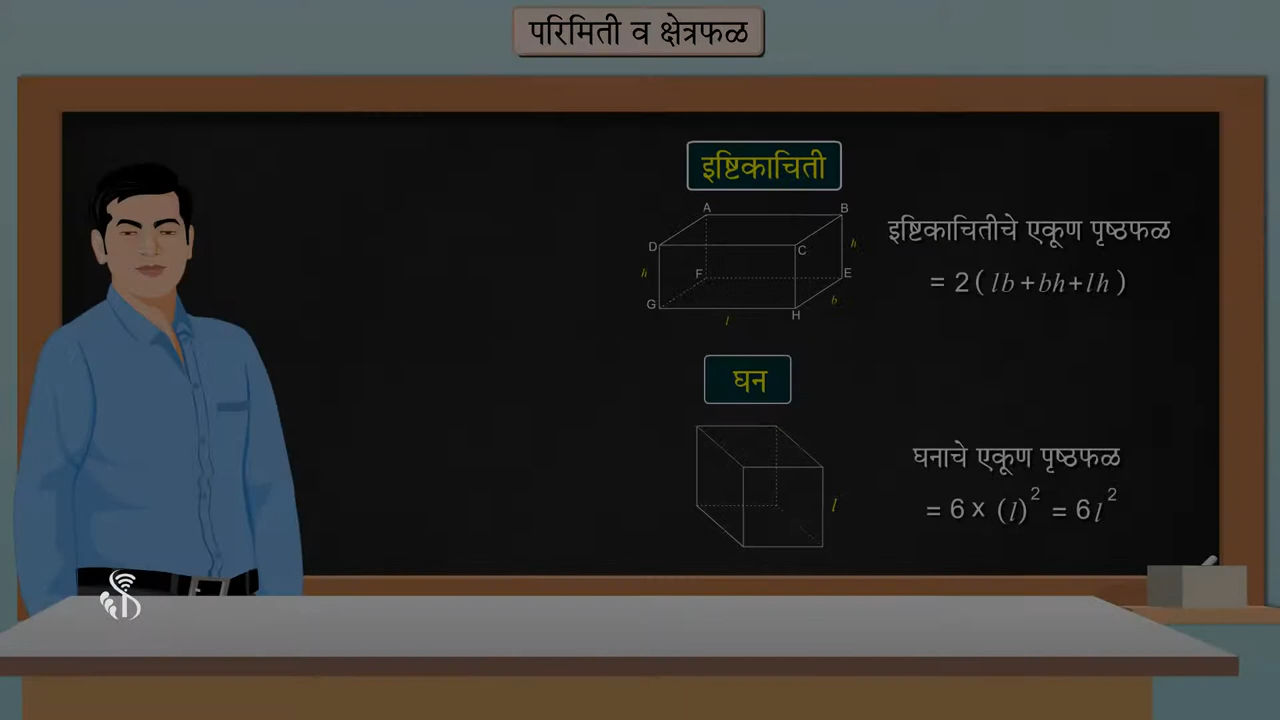 परिमिती व क्षेत्रफळ
इष्टिकाचिती
A
B
D
C
h
h
F
E
G
H
b
l
इष्टिकाचितीचे एकूण पृष्ठफळ
= 2 ( lb + bh + lh )
घन
l
घनाचे एकूण पृष्ठफळ
= 6 x (l)² = 6l²